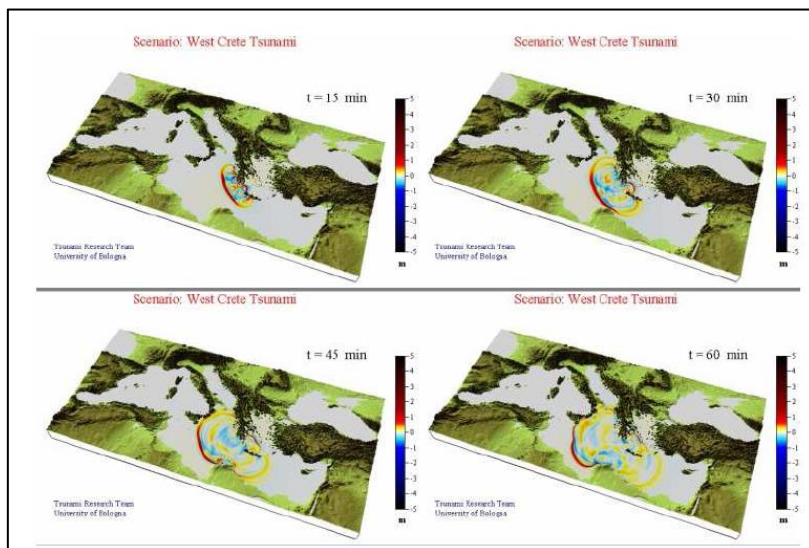 Scenario: West Crete Tsunami
t = 15 min
5
4
3
2
1
0
-1
-2
-3
-4
-5
m
Tsunami Research Team
University of Bologna
Scenario: West Crete Tsunami
t = 30 min
5
4
3
2
1
0
-1
-2
-3
-4
-5
m
Tsunami Research Team
University of Bologna
Scenario: West Crete Tsunami
t = 45 min
5
4
3
2
1
0
-1
-2
-3
-4
-5
m
Tsunami Research Team
University of Bologna
Scenario: West Crete Tsunami
t = 60 min
5
4
3
2
1
0
-1
-2
-3
-4
-5
m
Tsunami Research Team
University of Bologna